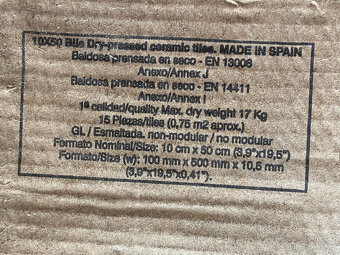 10X50 BIIa Dry-pressed ceramic tiles. MADE IN SPAIN
Baldosa prensada en seco - EN 13006
Anexo/Annex J
Baldosa prensada en seco - EN 14411
Anexo/Annex I
1ª calidad/quality Max. dry weight 17 Kg
15 Piezas/tiles (0,75 m2 aprox.)
GL / Esmaltada. non-modular / no modular
Formato Nominal/Size: 10 cm x 50 cm (3,9"x19,5")
Formato/Size (w): 100 mm x 500 mm x 10,5 mm
(3,9"x19,5"x0,41").